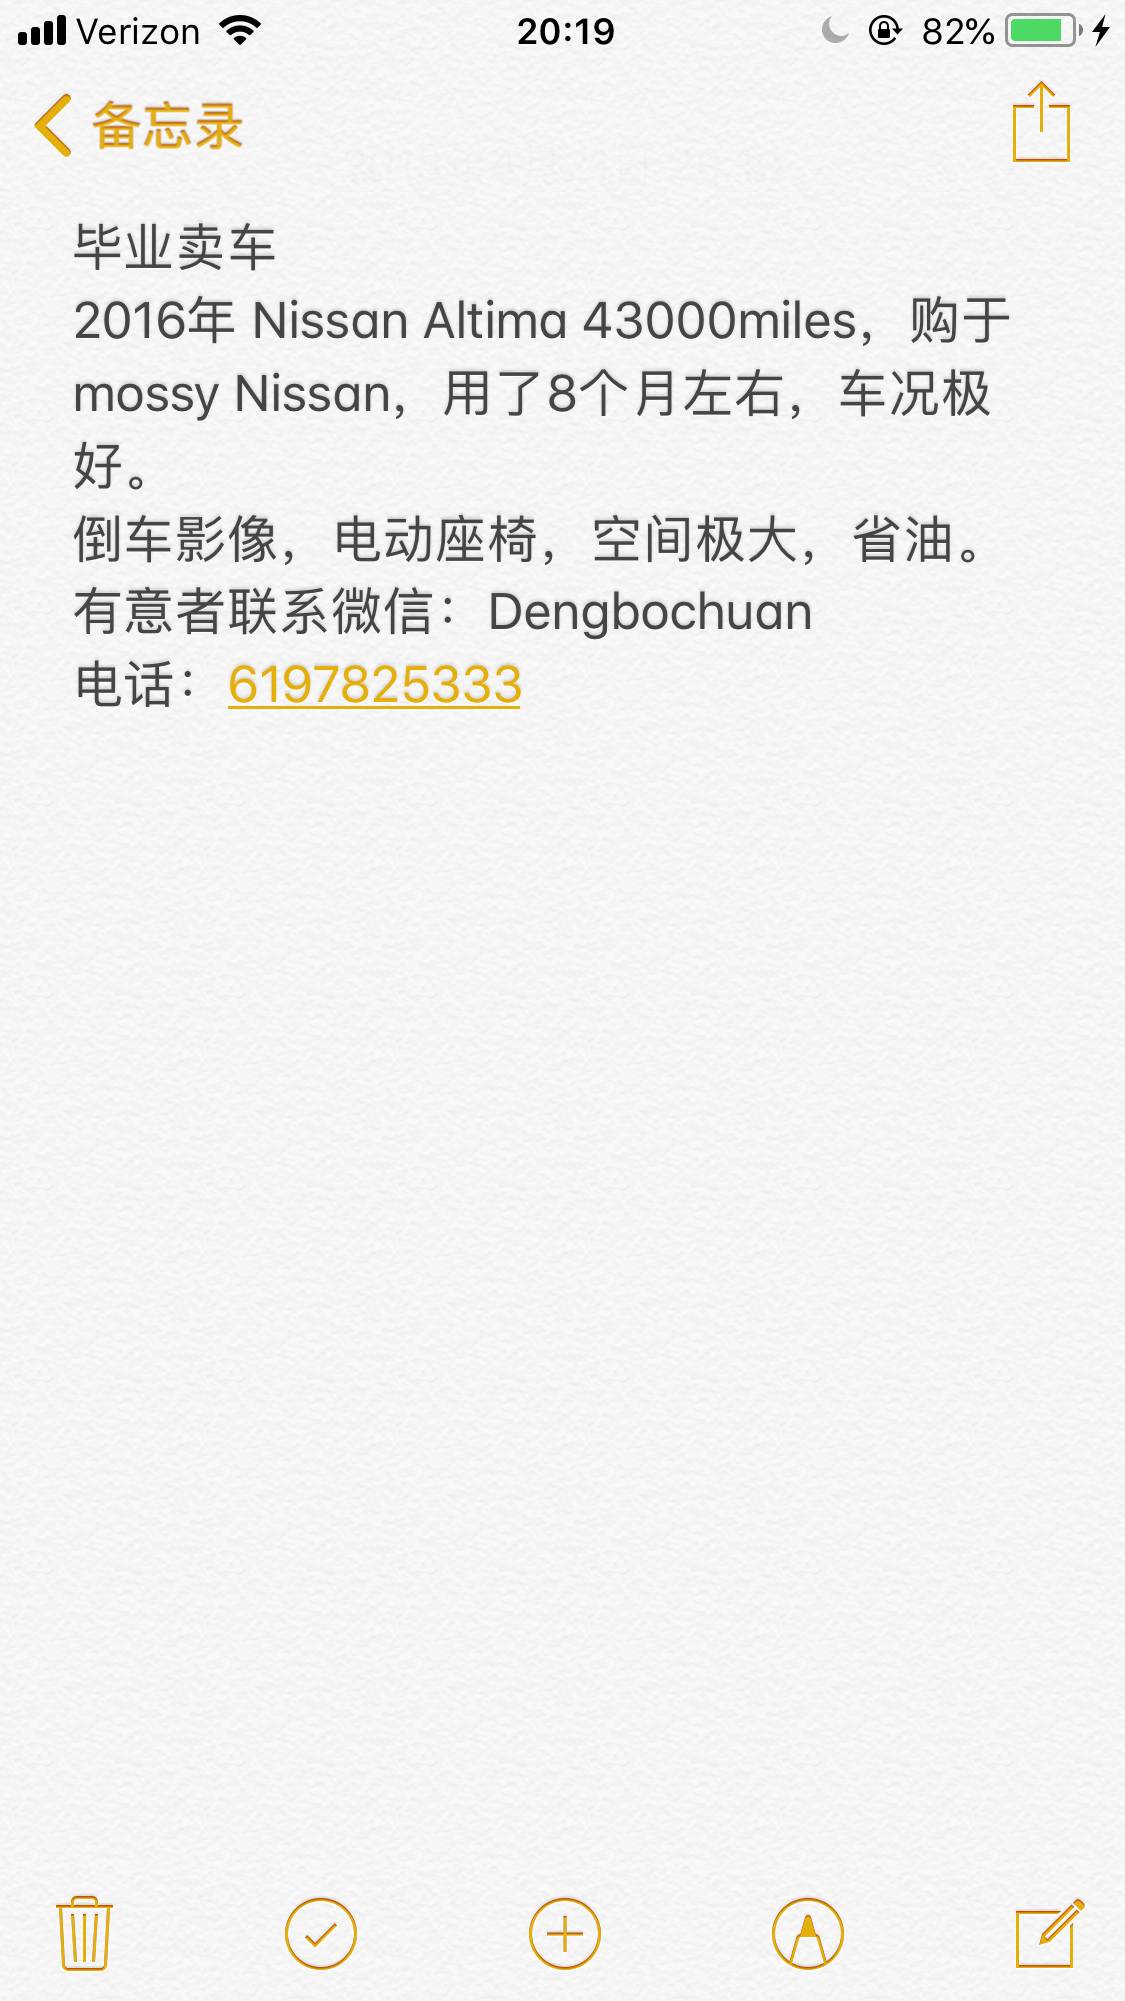 Verizon 20:19 82%
备忘录
毕业卖车
2016年 Nissan Altima 43000miles，购于
mossy Nissan，用了8个月左右，车况极
好。
倒车影像，电动座椅，空间极大，省油。
有意者联系微信：Dengbochuan
电话：6197825333